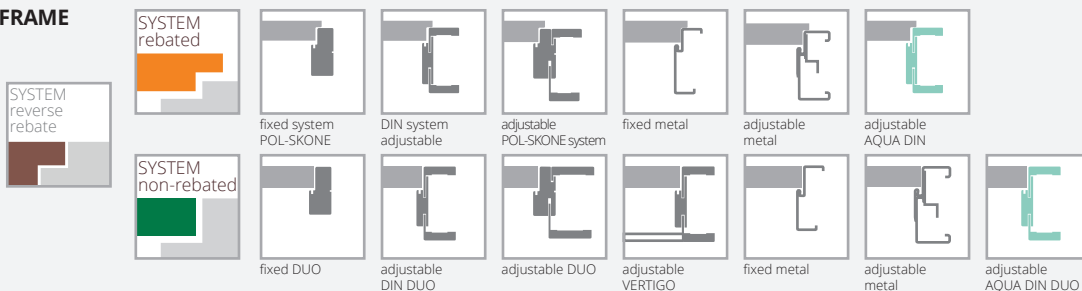 FRAME
SYSTEM
reverse
rebate
SYSTEM
rebated
fixed system
POL-SKONE
DIN system
adjustable
adjustable
POL-SKONE system
fixed metal
adjustable
metal
adjustable
AQUA DIN
SYSTEM
non-rebated
fixed DUO
adjustable
DIN DUO
adjustable DUO
adjustable
VERTIGO
fixed metal
adjustable
metal
adjustable
AQUA DIN DUO